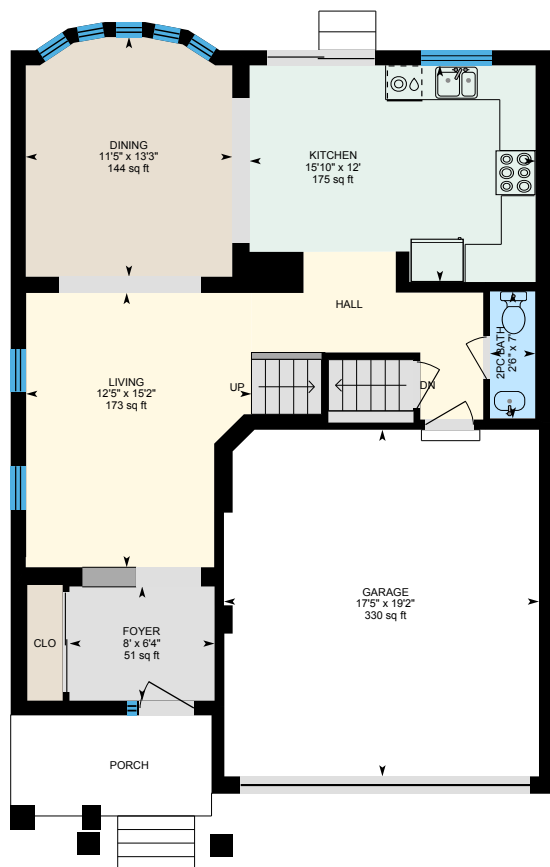 DINING
11'5" x 13'3"
144 sq ft
KITCHEN
15'10" x 12'
175 sq ft
HALL
2PC BATH
2'6" x 7'
LIVING
12'5" x 15'2"
173 sq ft
UP
DN
GARAGE
17'5" x 19'2"
330 sq ft
CLO
FOYER
8' x 6'4"
51 sq ft
PORCH